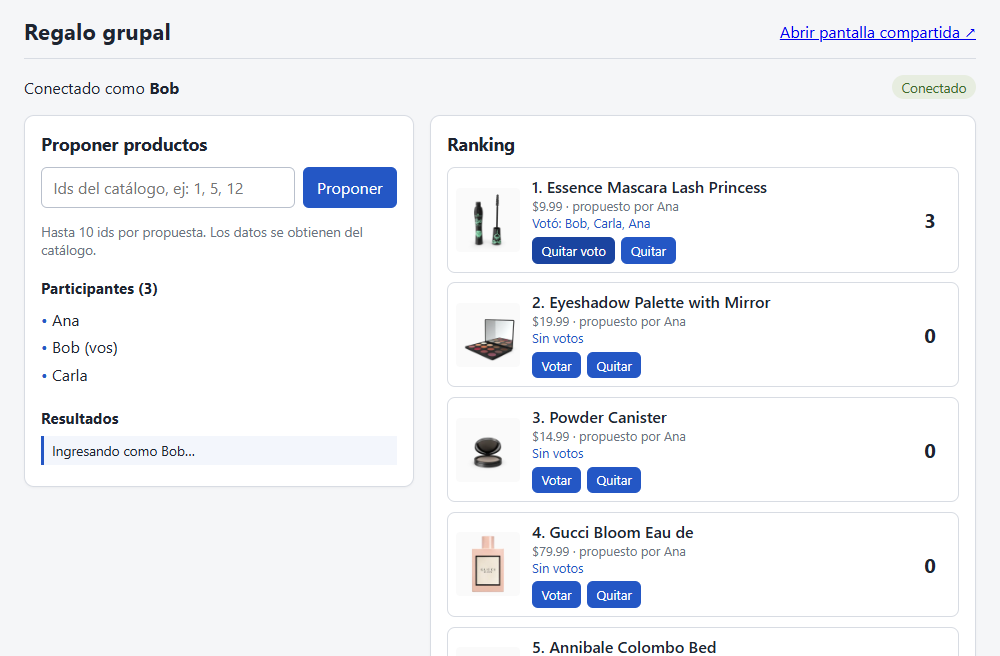 Regalo grupal
Abrir pantalla compartida ↗
Conectado como Bob
Conectado
Proponer productos
Ids del catálogo, ej: 1, 5, 12
Proponer
Hasta 10 ids por propuesta. Los datos se obtienen del
catálogo.
Participantes (3)
• Ana
• Bob (vos)
• Carla
Resultados
Ingresando como Bob...
Ranking
1. Essence Mascara Lash Princess
$9.99 · propuesto por Ana
Votó: Bob, Carla, Ana
Quitar voto
Quitar
3
2. Eyeshadow Palette with Mirror
$19.99 · propuesto por Ana
Sin votos
Votar
Quitar
0
3. Powder Canister
$14.99 · propuesto por Ana
Sin votos
Votar
Quitar
0
4. Gucci Bloom Eau de
$79.99 · propuesto por Ana
Sin votos
Votar
Quitar
0
5. Annibale Colombo Bed